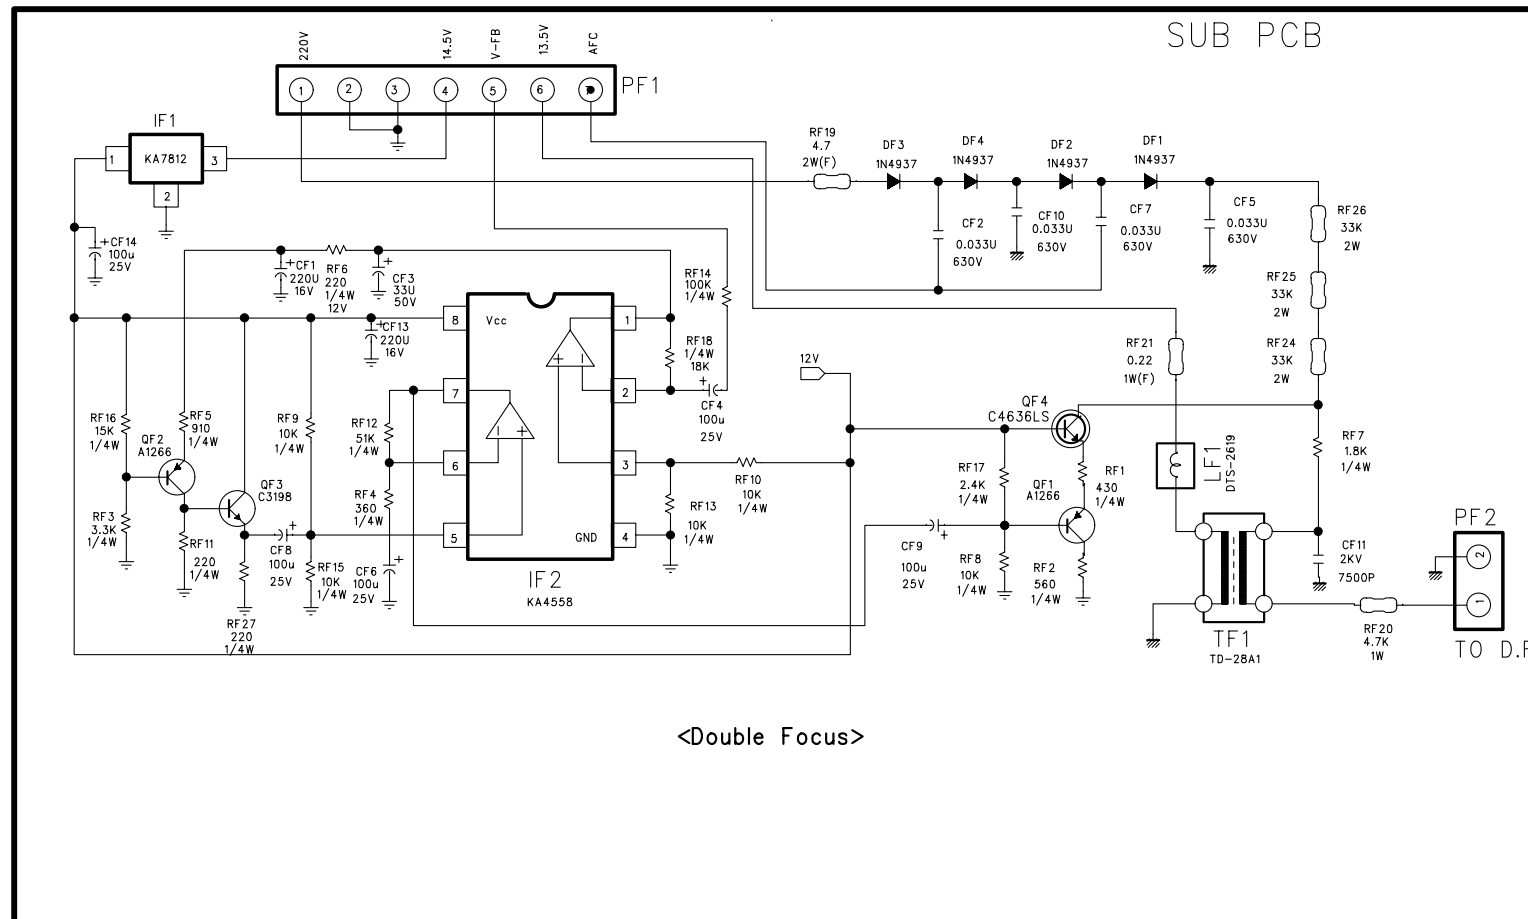 SUB PCB
220V
14.5V
V-FB
13.5V
AFC
1
2
3
4
5
6
7
PF1
IF1
1
KA7812
3
2
RF19
4.7
2W(F)
DF3
1N4937
DF4
1N4937
DF2
1N4937
DF1
1N4937
+
CF14
100u
25V
CF2
0.033U
630V
CF10
0.033U
630V
CF7
0.033U
630V
CF5
0.033U
630V
RF26
33K
2W
RF25
33K
2W
RF24
33K
2W
+
CF1
220U
16V
RF6
220
1/4W
12V
+
CF3
33U
50V
RF14
100K
1/4W
+
CF13
220U
16V
8
Vcc
1
RF18
1/4W
18K
7
2
+
CF4
100u
25V
12V
RF21
0.22
1W(F)
QF4
C4636LS
RF16
15K
1/4W
RF5
910
1/4W
QF2
A1266
RF9
10K
1/4W
RF12
51K
1/4W
+
−
−
+
6
3
RF10
10K
1/4W
RF17
2.4K
1/4W
QF1
A1266
RF1
430
1/4W
LF1
DTS-2619
RF7
1.8K
1/4W
QF3
C3198
RF3
3.3K
1/4W
RF4
360
1/4W
RF13
10K
1/4W
RF11
220
1/4W
+
CF8
100u
25V
5
GND
4
IF2
KA4558
RF15
10K
1/4W
CF6
100u
25V
+
RF27
220
1/4W
+
CF9
100u
25V
RF8
10K
1/4W
RF2
560
1/4W
TF1
TD-28A1
CF11
2KV
7500P
PF2
2
1
RF20
4.7K
1W
TO D.F
<Double Focus>